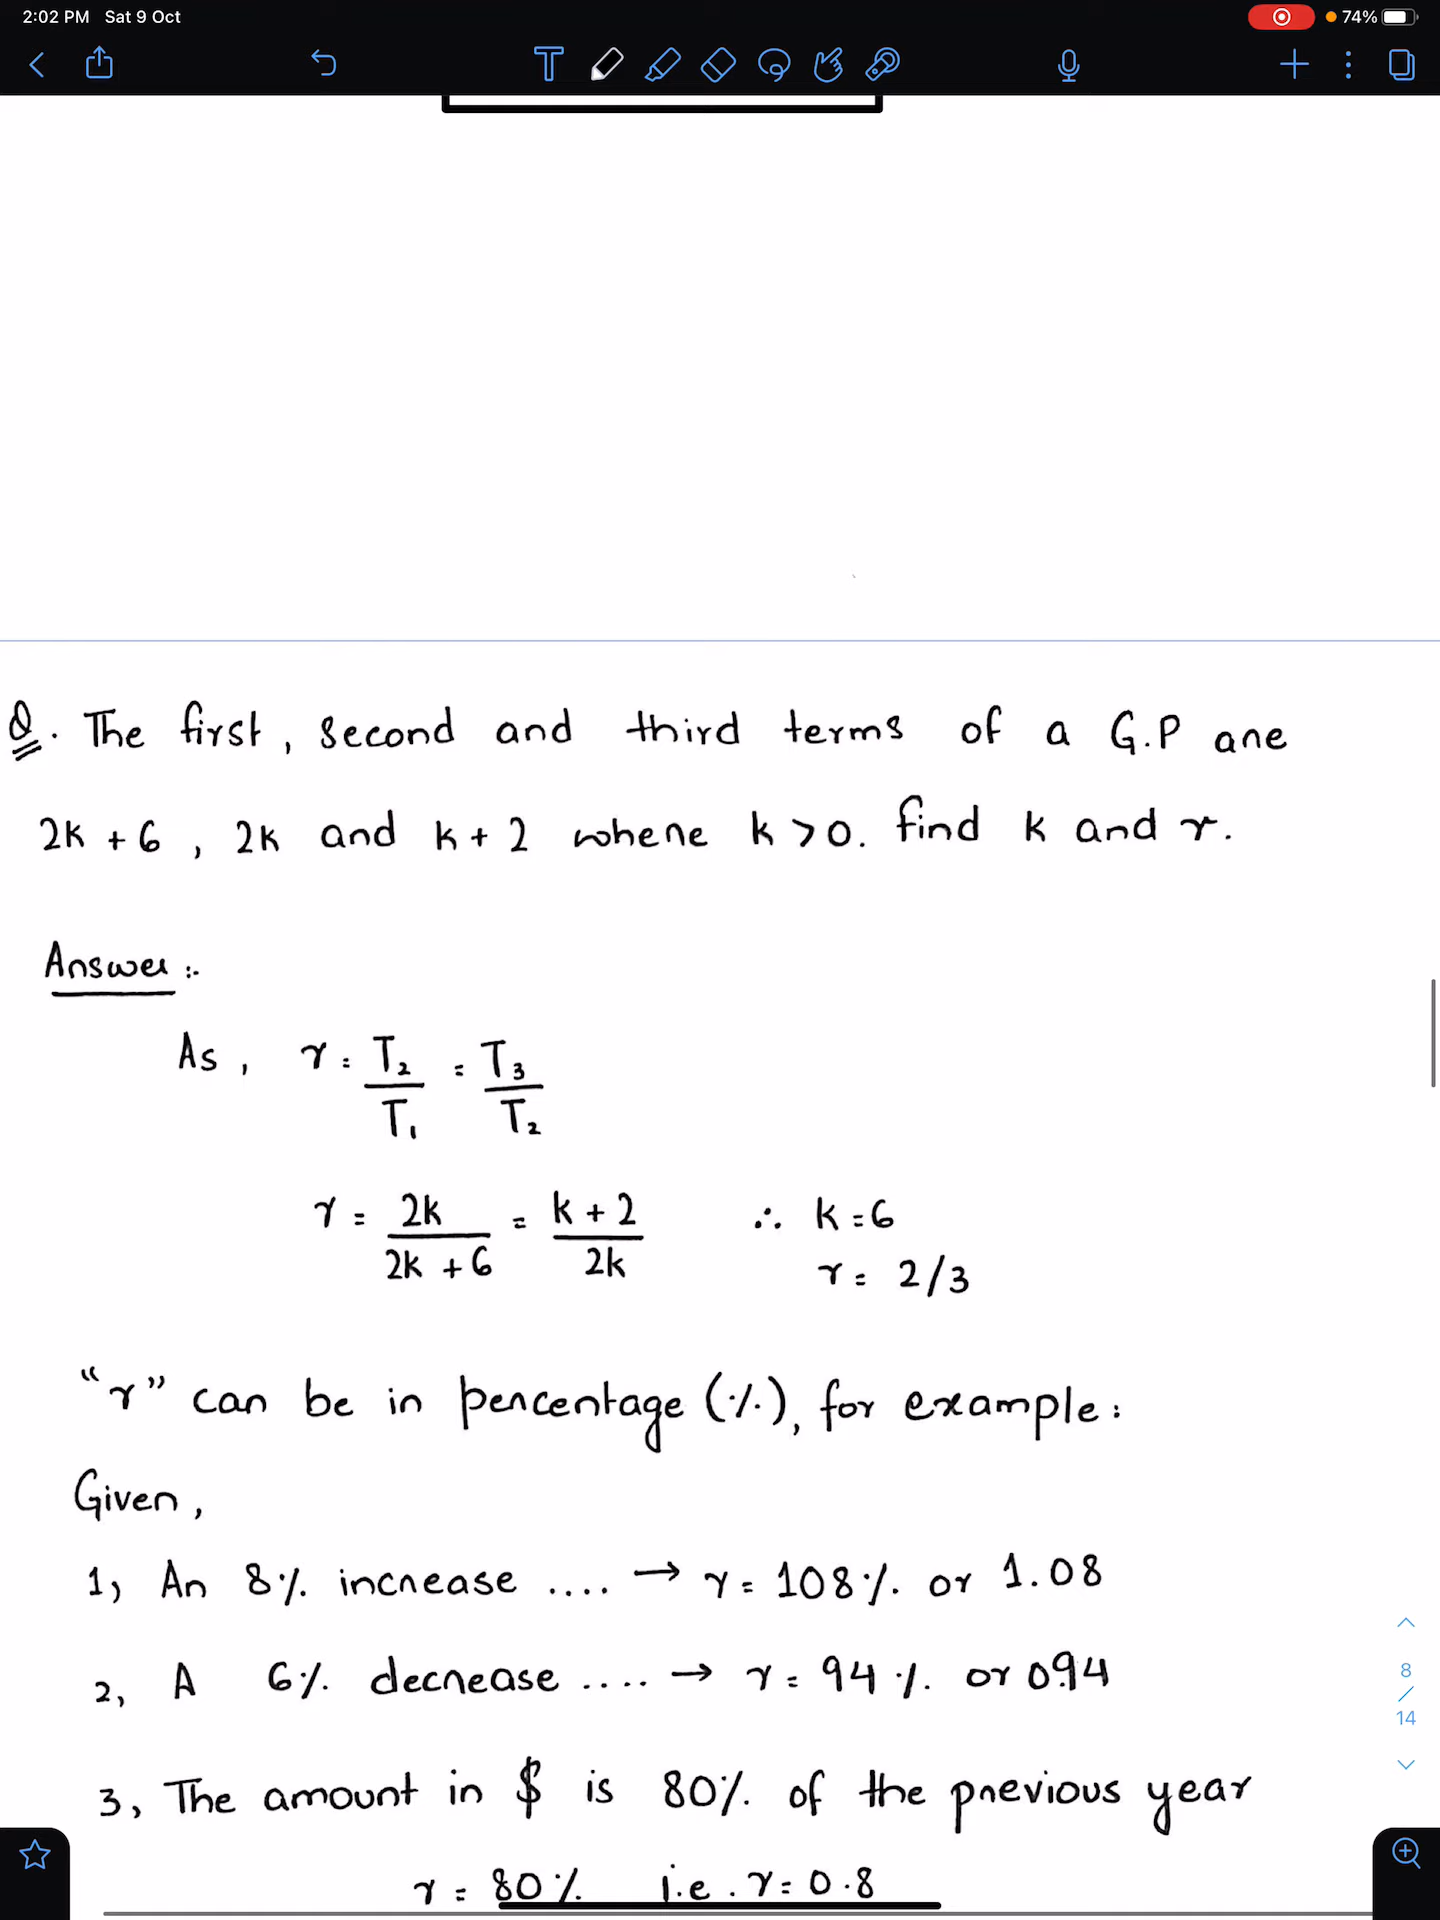 2:02 PM Sat 9 Oct 74%
Q. The first, second and third terms of a G.P are
2k + 6, 2k and k + 2 where k > 0. find k and r.
Answer :-
As, r = T₂/T₁ = T₃/T₂
r = 2k/(2k + 6) = (k + 2)/2k ∴ k = 6
r = 2/3
"r" can be in percentage (%), for example:
Given,
1) An 8% increase .... → r = 108% or 1.08
2, A 6% decrease .... → r = 94% or 0.94
3, The amount in $ is 80% of the previous year
r = 80% i.e. r = 0.8
8
/
14